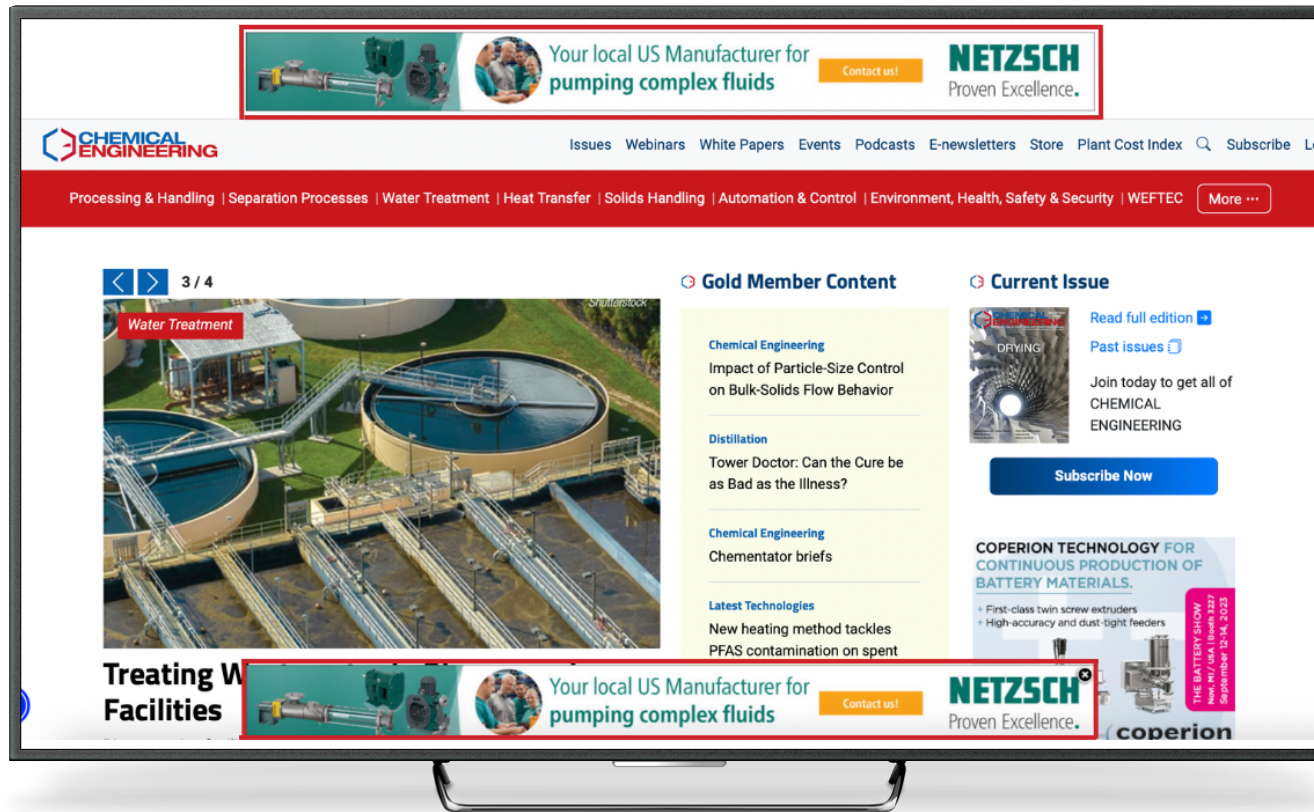 Your local US Manufacturer for
pumping complex fluids
Contact us!
NETZSCH
Proven Excellence.
CHEMICAL
ENGINEERING
Issues Webinars White Papers Events Podcasts E-newsletters Store Plant Cost Index Subscribe
Processing & Handling | Separation Processes | Water Treatment | Heat Transfer | Solids Handling | Automation & Control | Environment, Health, Safety & Security | WEFTEC More ···
3 / 4
Shutterstock
Water Treatment
Treating W
Facilities
Gold Member Content
Chemical Engineering
Impact of Particle-Size Control
on Bulk-Solids Flow Behavior
Distillation
Tower Doctor: Can the Cure be
as Bad as the Illness?
Chemical Engineering
Chementator briefs
Latest Technologies
New heating method tackles
PFAS contamination on spent
Current Issue
CHEMICAL
ENGINEERING
DRYING
Read full edition
Past issues
Join today to get all of
CHEMICAL
ENGINEERING
Subscribe Now
COPERION TECHNOLOGY FOR
CONTINUOUS PRODUCTION OF
BATTERY MATERIALS.
+ First-class twin screw extruders
+ High-accuracy and dust-tight feeders
THE BATTERY SHOW
Novi, MI / USA | Booth 3227
September 12-14, 2023
coperion
Your local US Manufacturer for
pumping complex fluids
Contact us!
NETZSCH
Proven Excellence.